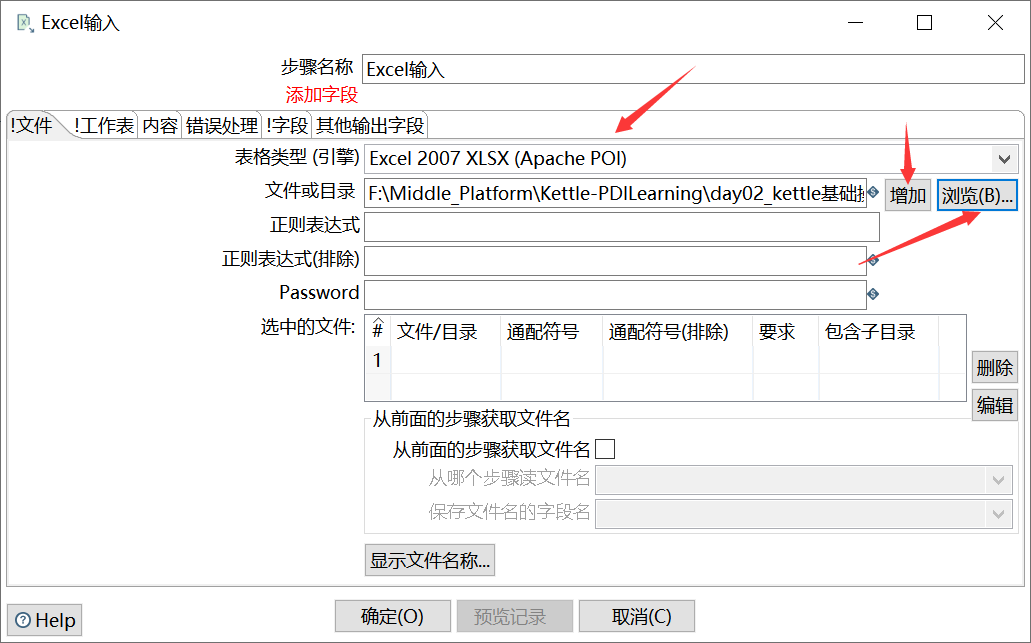 Excel输入
步骤名称 Excel输入
添加字段
!文件 !工作表 内容 错误处理 !字段 其他输出字段
表格类型 (引擎) Excel 2007 XLSX (Apache POI)
文件或目录 F:\Middle_Platform\Kettle-PDILearning\day02_kettle基础 增加 浏览(B)...
正则表达式
正则表达式(排除)
Password
选中的文件: # 文件/目录 通配符号 通配符号(排除) 要求 包含子目录
1
删除
编辑
从前面的步骤获取文件名
从前面的步骤获取文件名
从哪个步骤读文件名
保存文件名的字段名
显示文件名称...
Help 确定(O) 预览记录 取消(C)